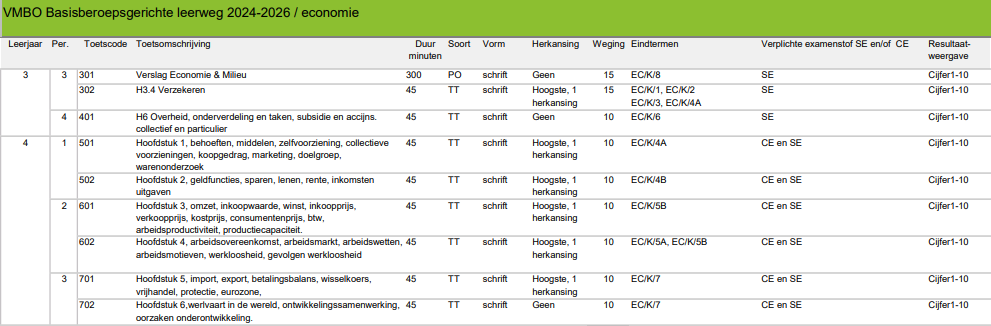 VMBO Basisberoepsgerichte leerweg 2024-2026 / economie
Leerjaar Per. Toetscode Toetsomschrijving Duur minuten Soort Vorm Herkansing Weging Eindtermen Verplichte examenstof SE en/of CE Resultaat-weergave
3 3 301 Verslag Economie & Milieu 300 PO schrift Geen 15 EC/K/8 SE Cijfer1-10
302 H3.4 Verzekeren 45 TT schrift Hoogste, 1 15 EC/K/1, EC/K/2 SE Cijfer1-10
herkansing EC/K/3, EC/K/4A
4 401 H6 Overheid, onderverdeling en taken, subsidie en accijns. 45 TT schrift Geen 10 EC/K/6 SE Cijfer1-10
collectief en particulier
4 1 501 Hoofdstuk 1, behoeften, middelen, zelfvoorziening, collectieve 45 TT schrift Hoogste, 1 10 EC/K/4A CE en SE Cijfer1-10
voorzieningen, koopgedrag, marketing, doelgroep, herkansing
warenonderzoek
502 Hoofdstuk 2, geldfuncties, sparen, lenen, rente, inkomsten 45 TT schrift Hoogste, 1 10 EC/K/4B CE en SE Cijfer1-10
uitgaven herkansing
2 601 Hoofdstuk 3, omzet, inkoopwaarde, winst, inkoopprijs, 45 TT schrift Hoogste, 1 10 EC/K/5B CE en SE Cijfer1-10
verkoopprijs, kostprijs, consumentenprijs, btw, herkansing
arbeidsproductiviteit, productiecapaciteit.
602 Hoofdstuk 4, arbeidsovereenkomst, arbeidsmarkt, arbeidswetten, 45 TT schrift Hoogste, 1 10 EC/K/5A, EC/K/5B CE en SE Cijfer1-10
arbeidsmotieven, werkloosheid, gevolgen werkloosheid herkansing
3 701 Hoofdstuk 5, import, export, betalingsbalans, wisselkoers, 45 TT schrift Hoogste, 1 10 EC/K/7 CE en SE Cijfer1-10
vrijhandel, protectie, eurozone, herkansing
702 Hoofdstuk 6,werlvaart in de wereld, ontwikkelingssamenwerking, 45 TT schrift Geen 10 EC/K/7 CE en SE Cijfer1-10
oorzaken onderontwikkeling.